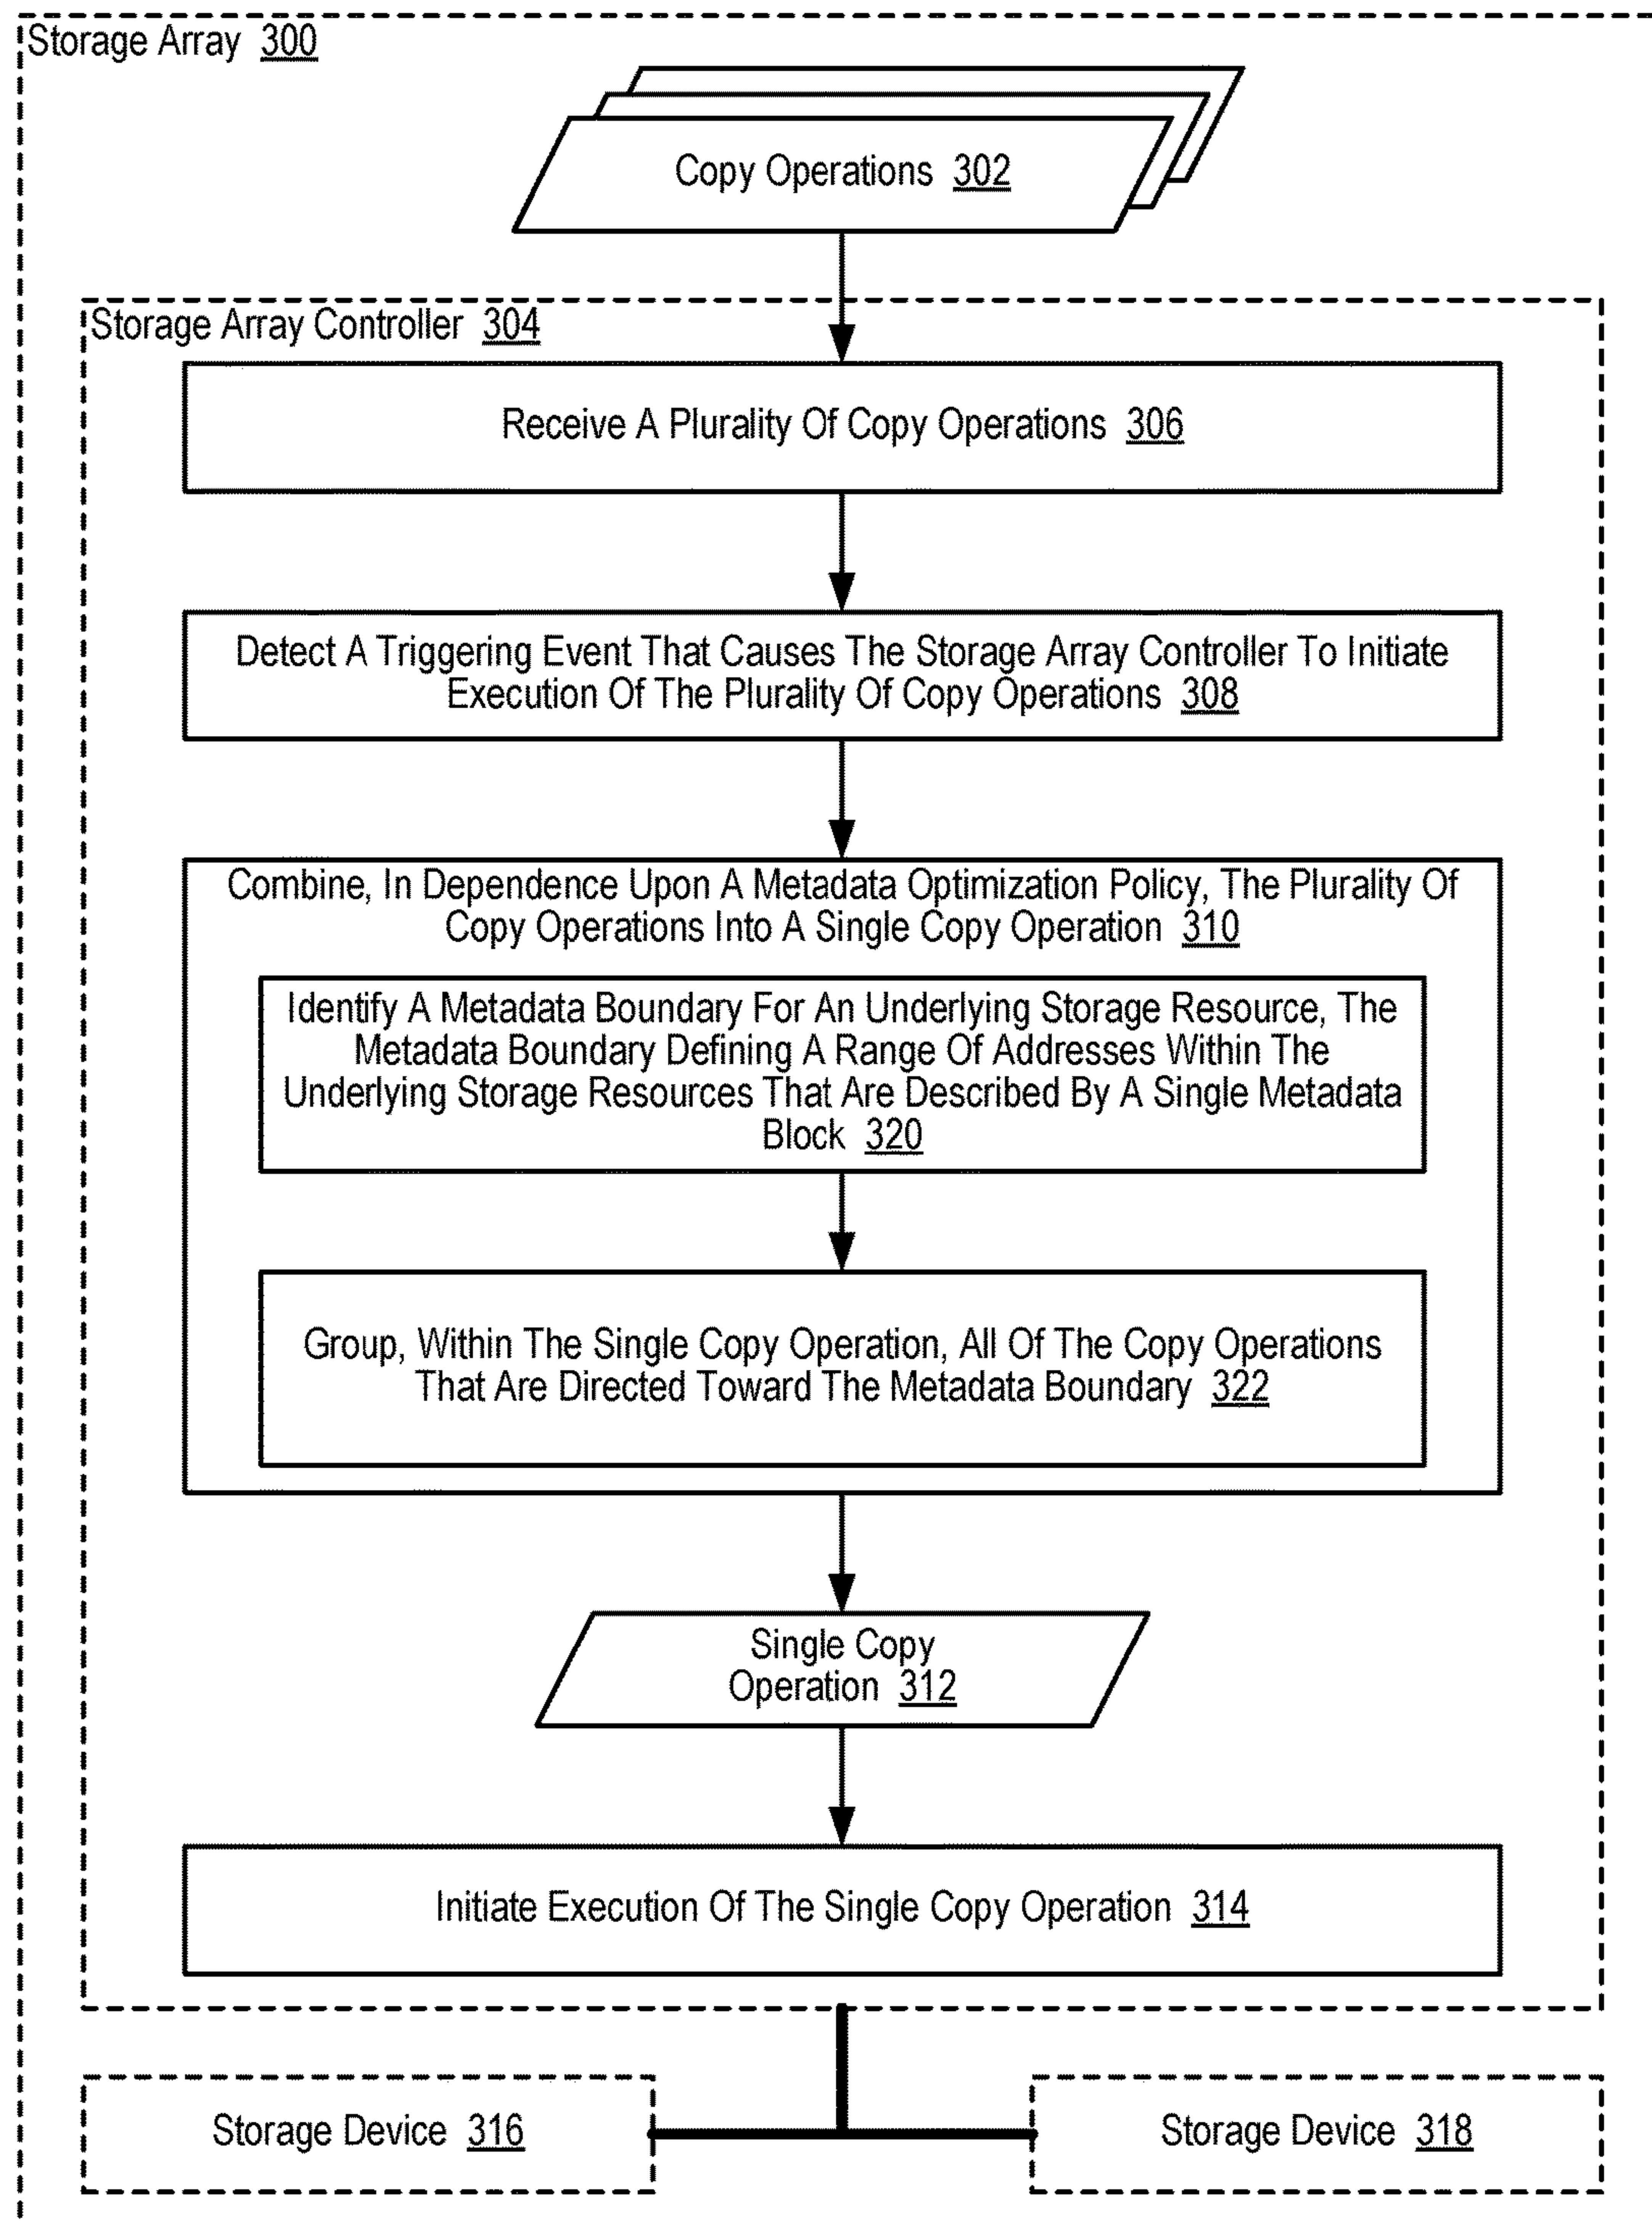 Storage Array 300
Copy Operations 302
Storage Array Controller 304
Receive A Plurality Of Copy Operations 306
Detect A Triggering Event That Causes The Storage Array Controller To Initiate
Execution Of The Plurality Of Copy Operations 308
Combine, In Dependence Upon A Metadata Optimization Policy, The Plurality Of
Copy Operations Into A Single Copy Operation 310
Identify A Metadata Boundary For An Underlying Storage Resource, The
Metadata Boundary Defining A Range Of Addresses Within The
Underlying Storage Resources That Are Described By A Single Metadata
Block 320
Group, Within The Single Copy Operation, All Of The Copy Operations
That Are Directed Toward The Metadata Boundary 322
Single Copy
Operation 312
Initiate Execution Of The Single Copy Operation 314
Storage Device 316
Storage Device 318